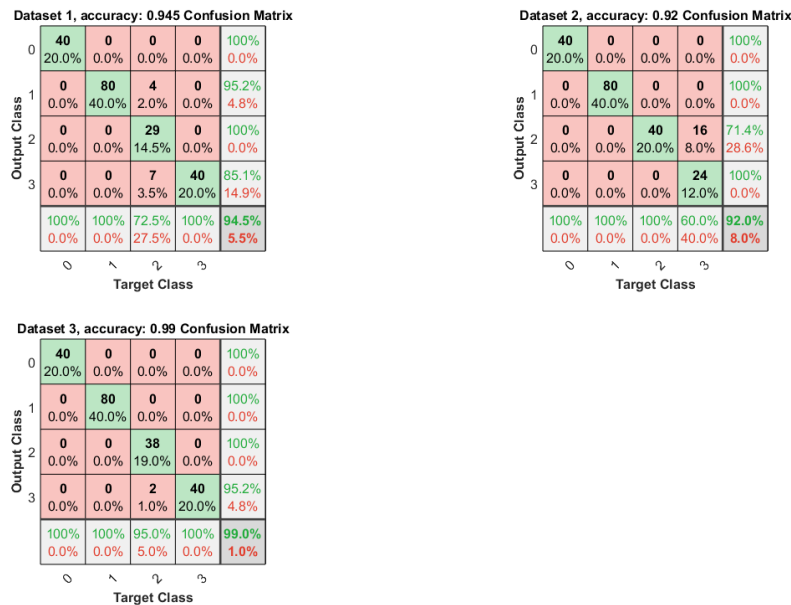 Dataset 1, accuracy: 0.945 Confusion Matrix
0 40 0 0 0 100%
20.0% 0.0% 0.0% 0.0% 0.0%
1 0 80 4 0 95.2%
0.0% 40.0% 2.0% 0.0% 4.8%
2 0 0 29 0 100%
0.0% 0.0% 14.5% 0.0% 0.0%
3 0 0 7 40 85.1%
0.0% 0.0% 3.5% 20.0% 14.9%
100% 100% 72.5% 100% 94.5%
0.0% 0.0% 27.5% 0.0% 5.5%
0 1 2 3
Output Class
Target Class
Dataset 2, accuracy: 0.92 Confusion Matrix
0 40 0 0 0 100%
20.0% 0.0% 0.0% 0.0% 0.0%
1 0 80 0 0 100%
0.0% 40.0% 0.0% 0.0% 0.0%
2 0 0 40 16 71.4%
0.0% 0.0% 20.0% 8.0% 28.6%
3 0 0 0 24 100%
0.0% 0.0% 0.0% 12.0% 0.0%
100% 100% 100% 60.0% 92.0%
0.0% 0.0% 0.0% 40.0% 8.0%
0 1 2 3
Output Class
Target Class
Dataset 3, accuracy: 0.99 Confusion Matrix
0 40 0 0 0 100%
20.0% 0.0% 0.0% 0.0% 0.0%
1 0 80 0 0 100%
0.0% 40.0% 0.0% 0.0% 0.0%
2 0 0 38 0 100%
0.0% 0.0% 19.0% 0.0% 0.0%
3 0 0 2 40 95.2%
0.0% 0.0% 1.0% 20.0% 4.8%
100% 100% 95.0% 100% 99.0%
0.0% 0.0% 5.0% 0.0% 1.0%
0 1 2 3
Output Class
Target Class